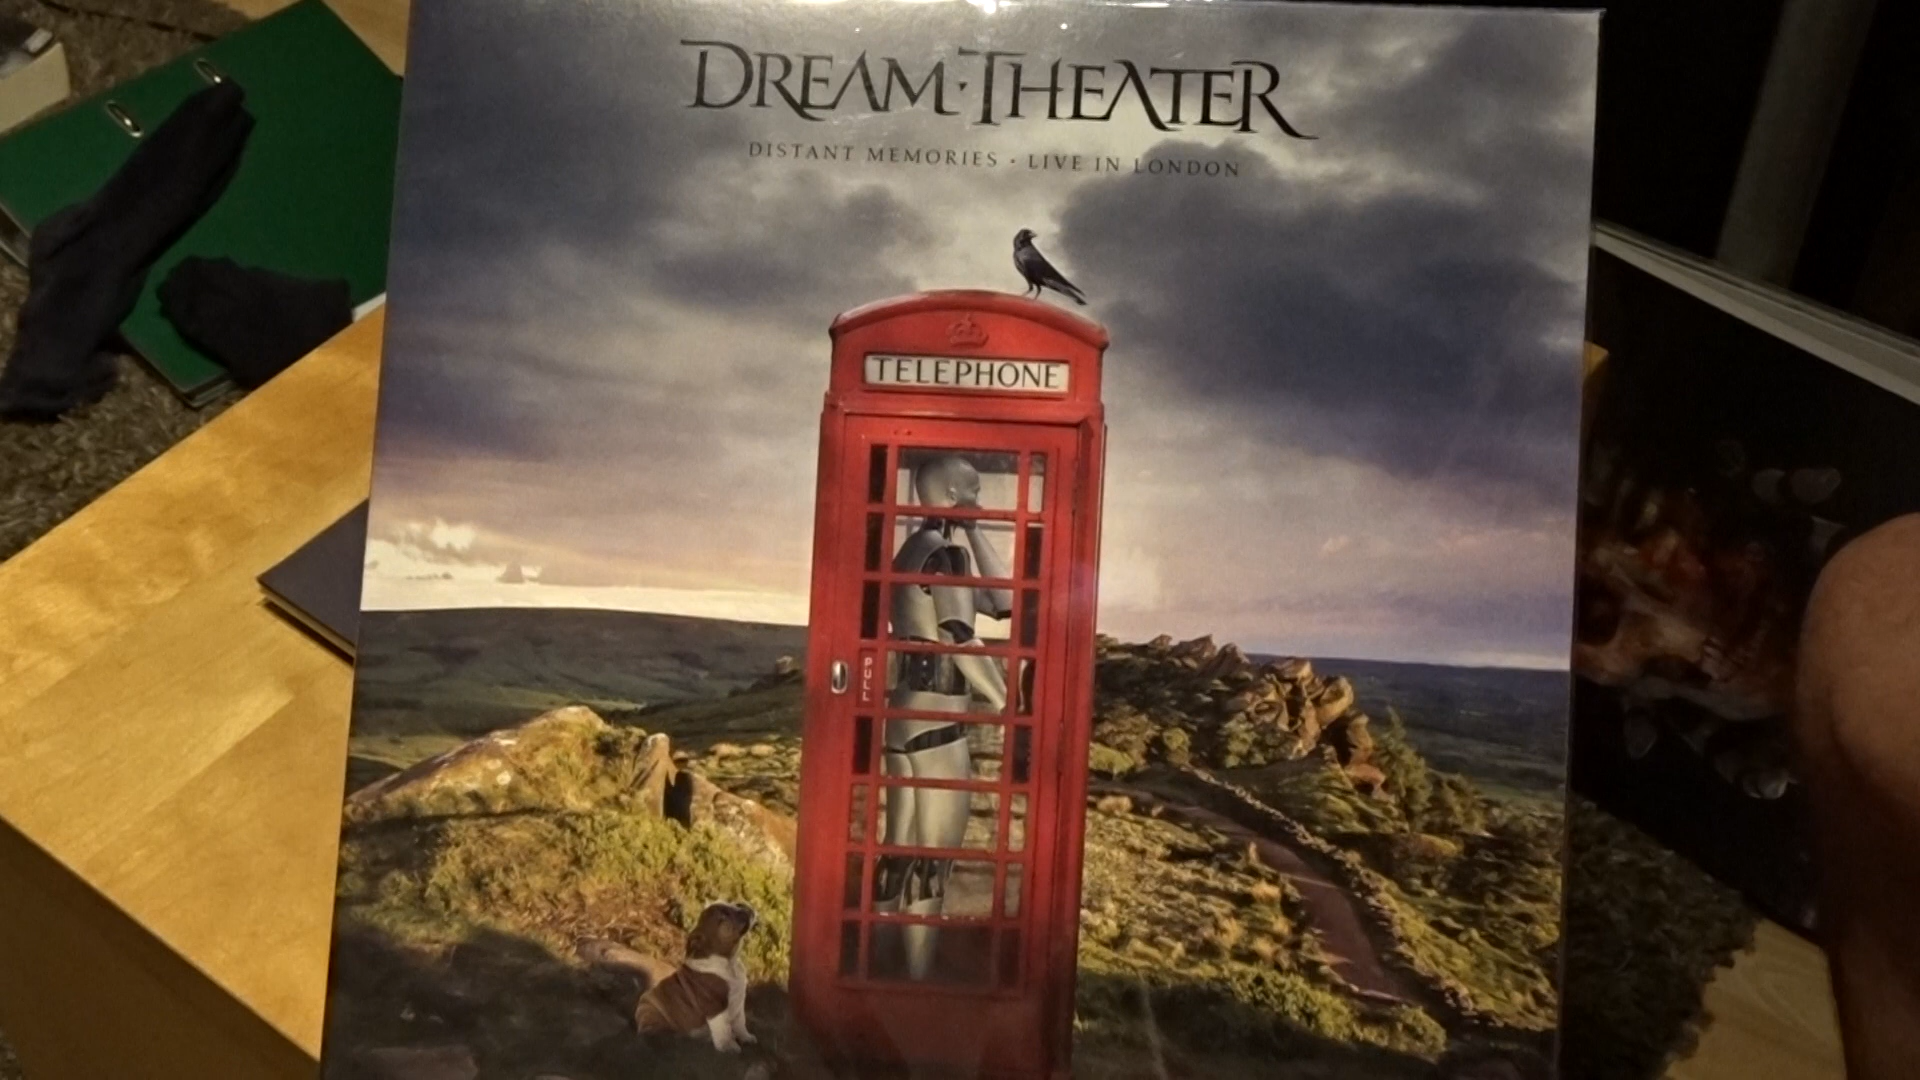 DREAM·THEATER
DISTANT MEMORIES · LIVE IN LONDON
TELEPHONE
PULL